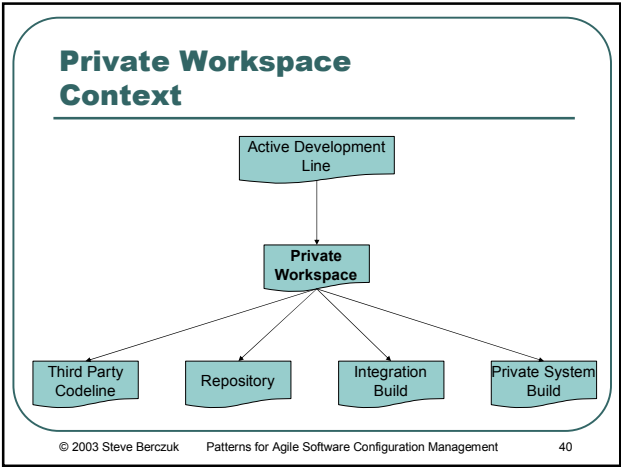 Private Workspace
Context
Active Development
Line
Private
Workspace
Third Party
Codeline
Repository
Integration
Build
Private System
Build
© 2003 Steve Berczuk Patterns for Agile Software Configuration Management 40